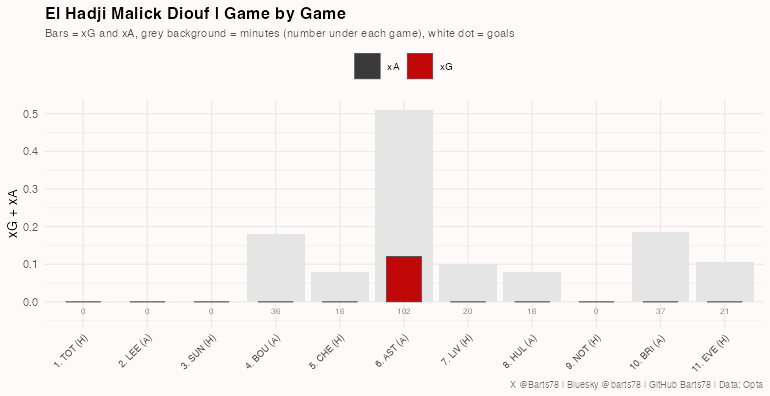 El Hadji Malick Diouf | Game by Game
Bars = xG and xA, grey background = minutes (number under each game), white dot = goals
xA xG
xG + xA
0.5
0.4
0.3
0.2
0.1
0.0
0 0 0 36 16 102 20 16 0 37 21
1. TOT (H) 2. LEE (A) 3. SUN (H) 4. BOU (A) 5. CHE (H) 6. AST (A) 7. LIV (H) 8. HUL (A) 9. NOT (H) 10. BRI (A) 11. EVE (H)
X @Barts78 | Bluesky @barts78 | GitHub Barts78 | Data: Opta